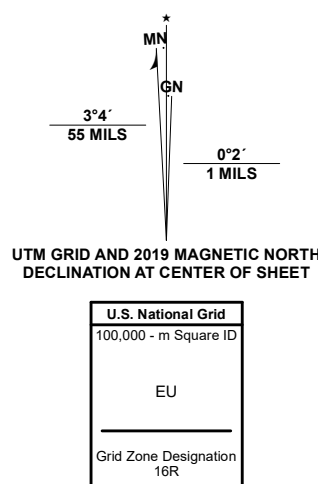 ★
MN
GN
3°4´
55 MILS
0°2´
1 MILS
UTM GRID AND 2019 MAGNETIC NORTH
DECLINATION AT CENTER OF SHEET
U.S. National Grid
100,000 - m Square ID
EU
Grid Zone Designation
16R